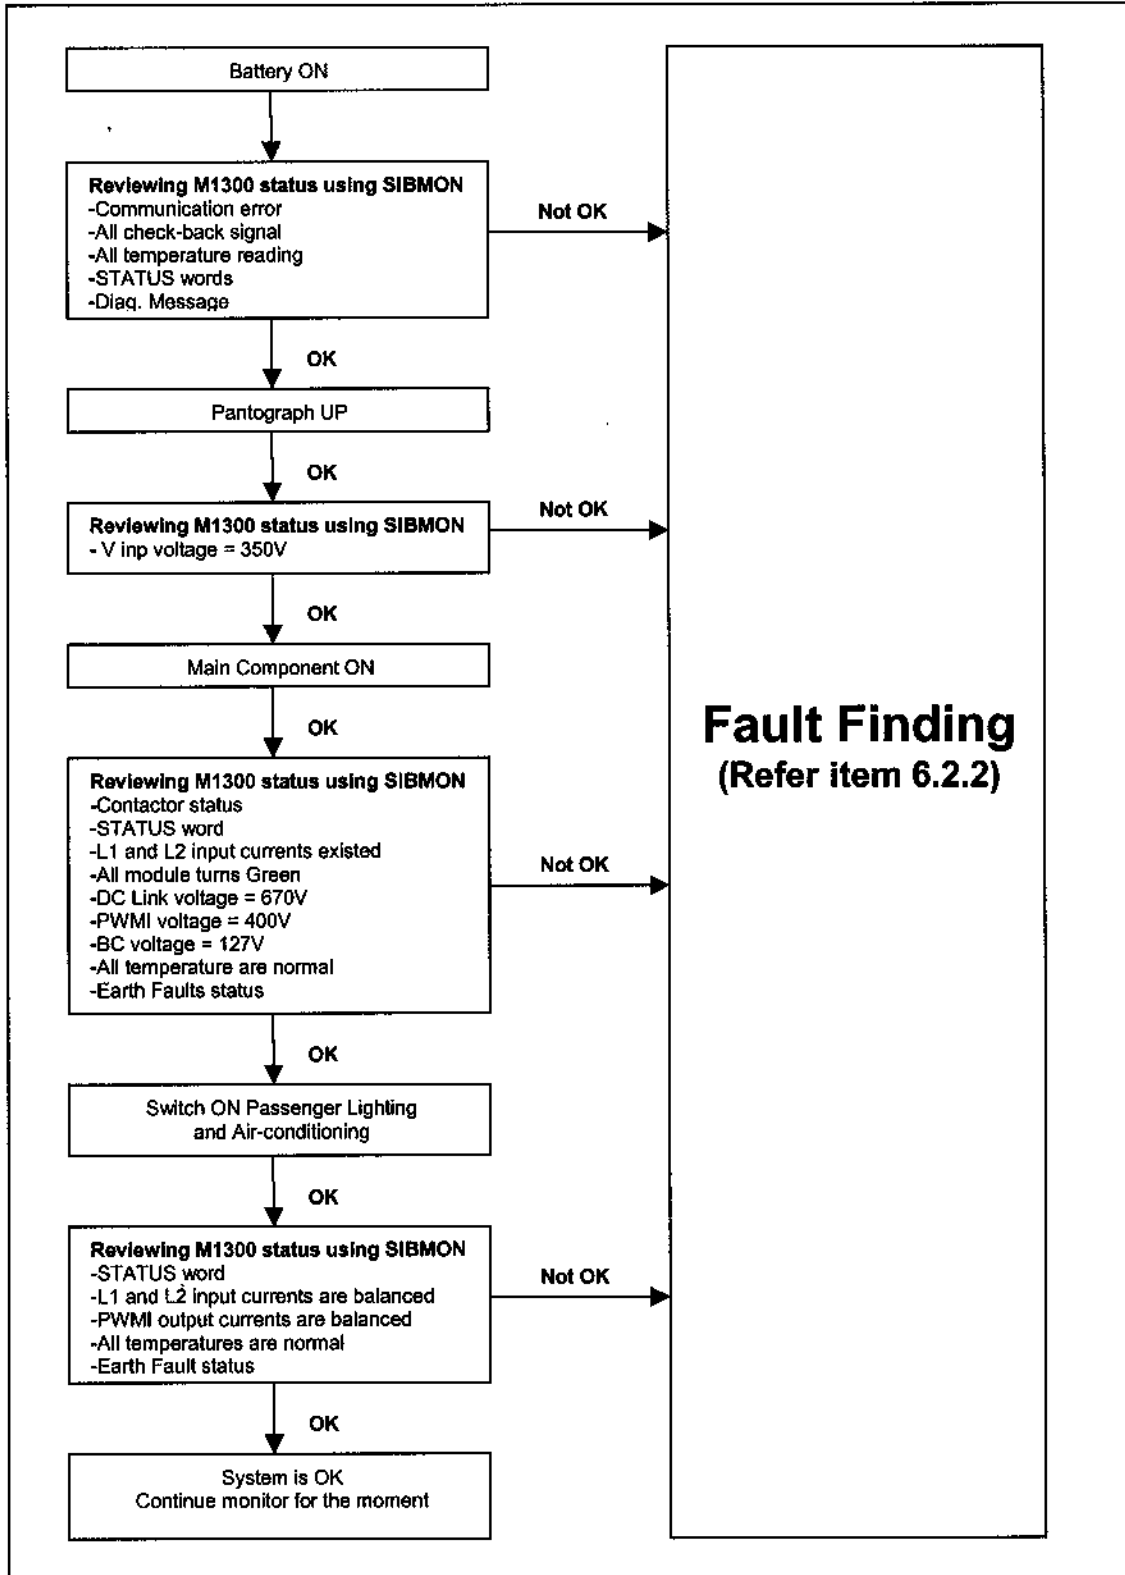 Battery ON
Reviewing M1300 status using SIBMON
-Communication error
-All check-back signal
-All temperature reading
-STATUS words
-Diag. Message
Not OK
OK
Pantograph UP
OK
Reviewing M1300 status using SIBMON
- V inp voltage = 350V
Not OK
OK
Main Component ON
OK
Reviewing M1300 status using SIBMON
-Contactor status
-STATUS word
-L1 and L2 input currents existed
-All module turns Green
-DC Link voltage = 670V
-PWMI voltage = 400V
-BC voltage = 127V
-All temperature are normal
-Earth Faults status
Not OK
OK
Switch ON Passenger Lighting
and Air-conditioning
OK
Reviewing M1300 status using SIBMON
-STATUS word
-L1 and L2 input currents are balanced
-PWMI output currents are balanced
-All temperatures are normal
-Earth Fault status
Not OK
OK
System is OK
Continue monitor for the moment
Fault Finding
(Refer item 6.2.2)